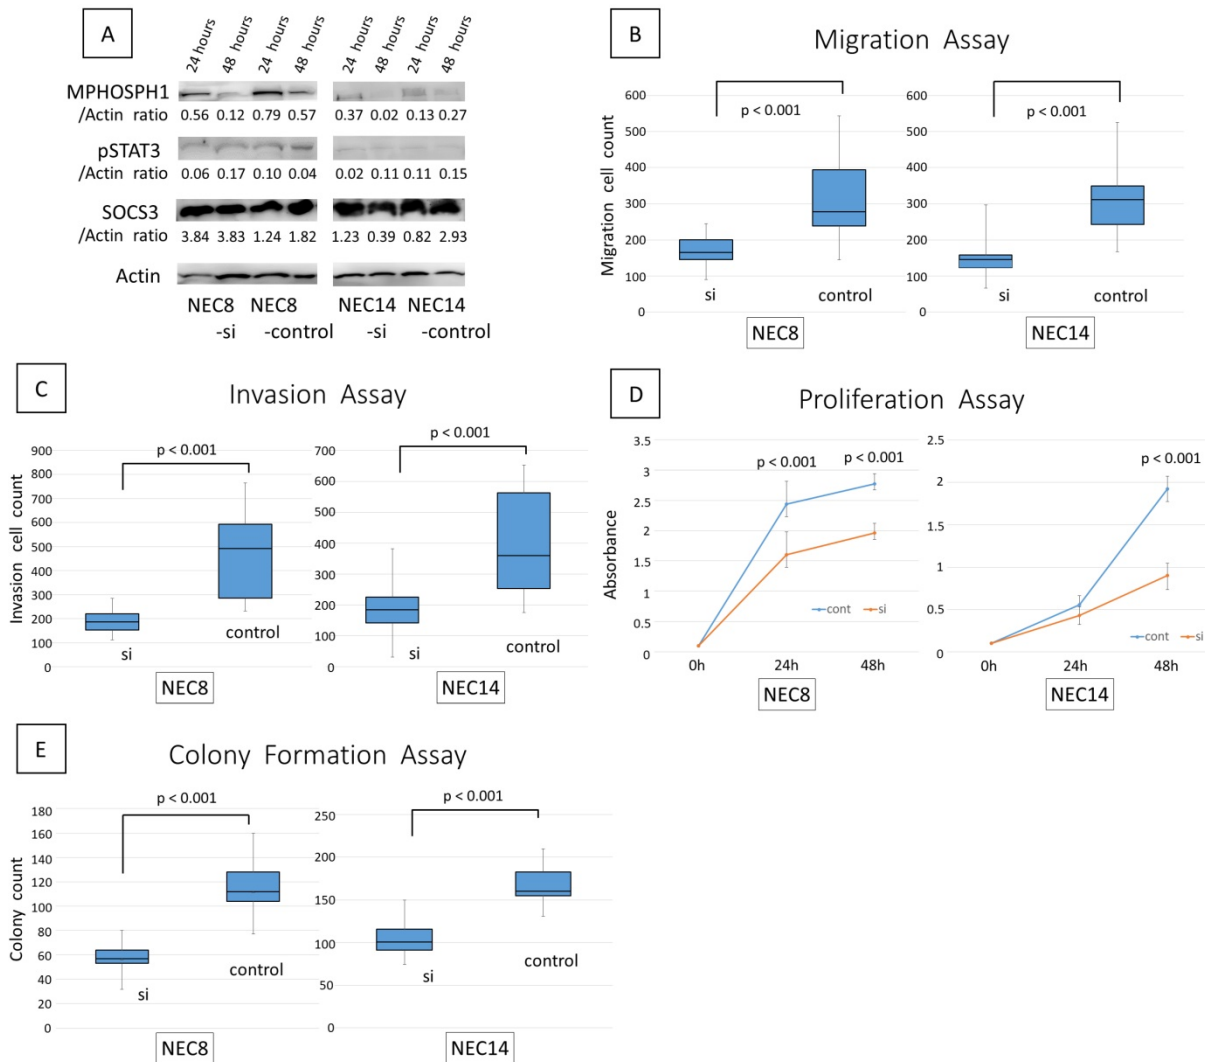 A
24 hours 48 hours 24 hours 48 hours 24 hours 48 hours 24 hours 48 hours
MPHOSPH1
/Actin ratio 0.56 0.12 0.79 0.57 0.37 0.02 0.13 0.27
pSTAT3
/Actin ratio 0.06 0.17 0.10 0.04 0.02 0.11 0.11 0.15
SOCS3
/Actin ratio 3.84 3.83 1.24 1.82 1.23 0.39 0.82 2.93
Actin
NEC8 NEC8 NEC14 NEC14
-si -control -si -control
B
Migration Assay
Migration cell count
600
500
400
300
200
100
0
p < 0.001
si
control
NEC8
600
500
400
300
200
100
0
p < 0.001
si
control
NEC14
C
Invasion Assay
Invasion cell count
900
800
700
600
500
400
300
200
100
0
p < 0.001
si
control
NEC8
700
600
500
400
300
200
100
0
p < 0.001
si
control
NEC14
D
Proliferation Assay
Absorbance
3.5
3
2.5
2
1.5
1
0.5
0
p < 0.001 p < 0.001
cont si
0h 24h 48h
NEC8
2.5
2
1.5
1
0.5
0
p < 0.001
cont si
0h 24h 48h
NEC14
E
Colony Formation Assay
Colony count
180
160
140
120
100
80
60
40
20
0
p < 0.001
si
control
NEC8
250
200
150
100
50
0
p < 0.001
si
control
NEC14